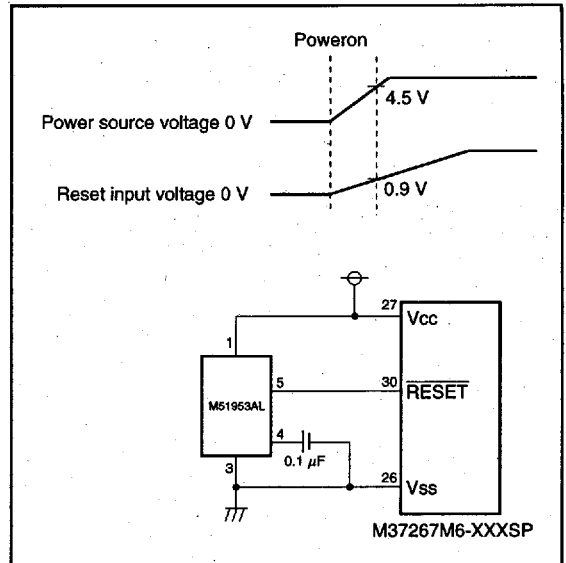 Poweron
4.5 V
Power source voltage 0 V
0.9 V
Reset input voltage 0 V
27
Vcc
1
5
30
RESET
M51953AL
4
0.1 μF
3
26
Vss
M37267M6-XXXSP